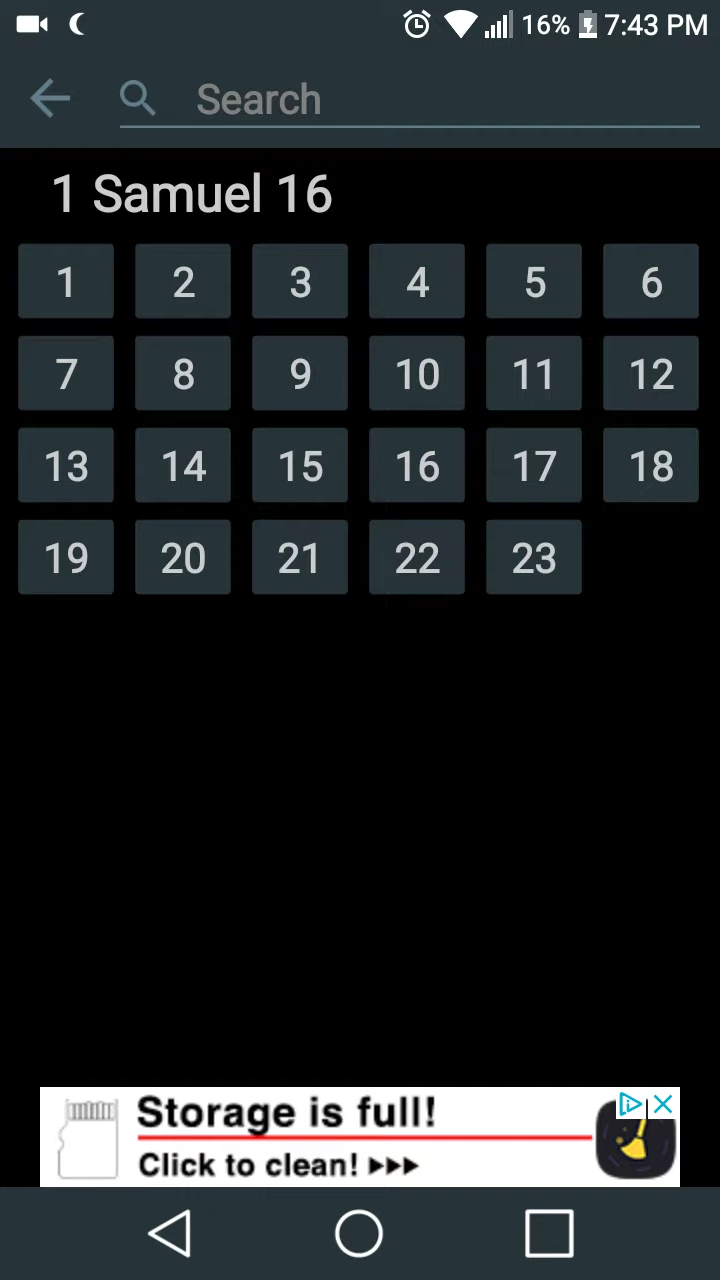 16% 7:43 PM
Search
1 Samuel 16
1 2 3 4 5 6
7 8 9 10 11 12
13 14 15 16 17 18
19 20 21 22 23
Storage is full!
Click to clean!